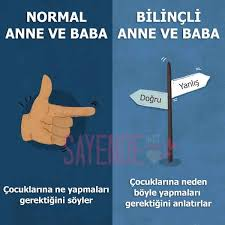 NORMAL
ANNE VE BABA
BİLİNÇLİ
ANNE VE BABA
Yanlış
Doğru
SAYENDE
Çocuklarına ne yapmaları
gerektiğini söyler
Çocuklarına neden
böyle yapmaları
gerektiğini anlatırlar